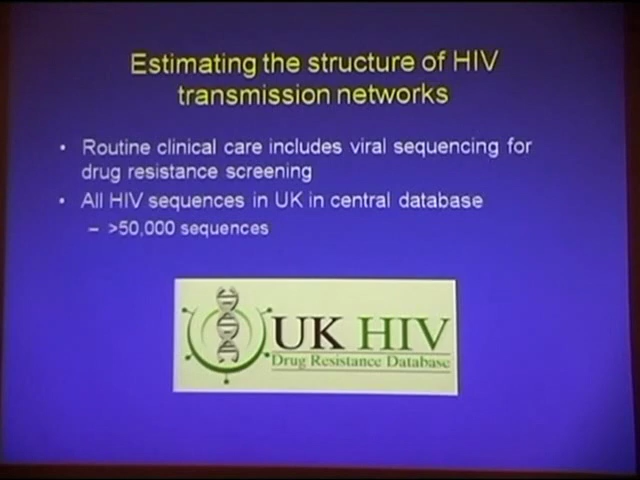 Estimating the structure of HIV
transmission networks
• Routine clinical care includes viral sequencing for
drug resistance screening
• All HIV sequences in UK in central database
– >50,000 sequences
UK HIV
Drug Resistance Database